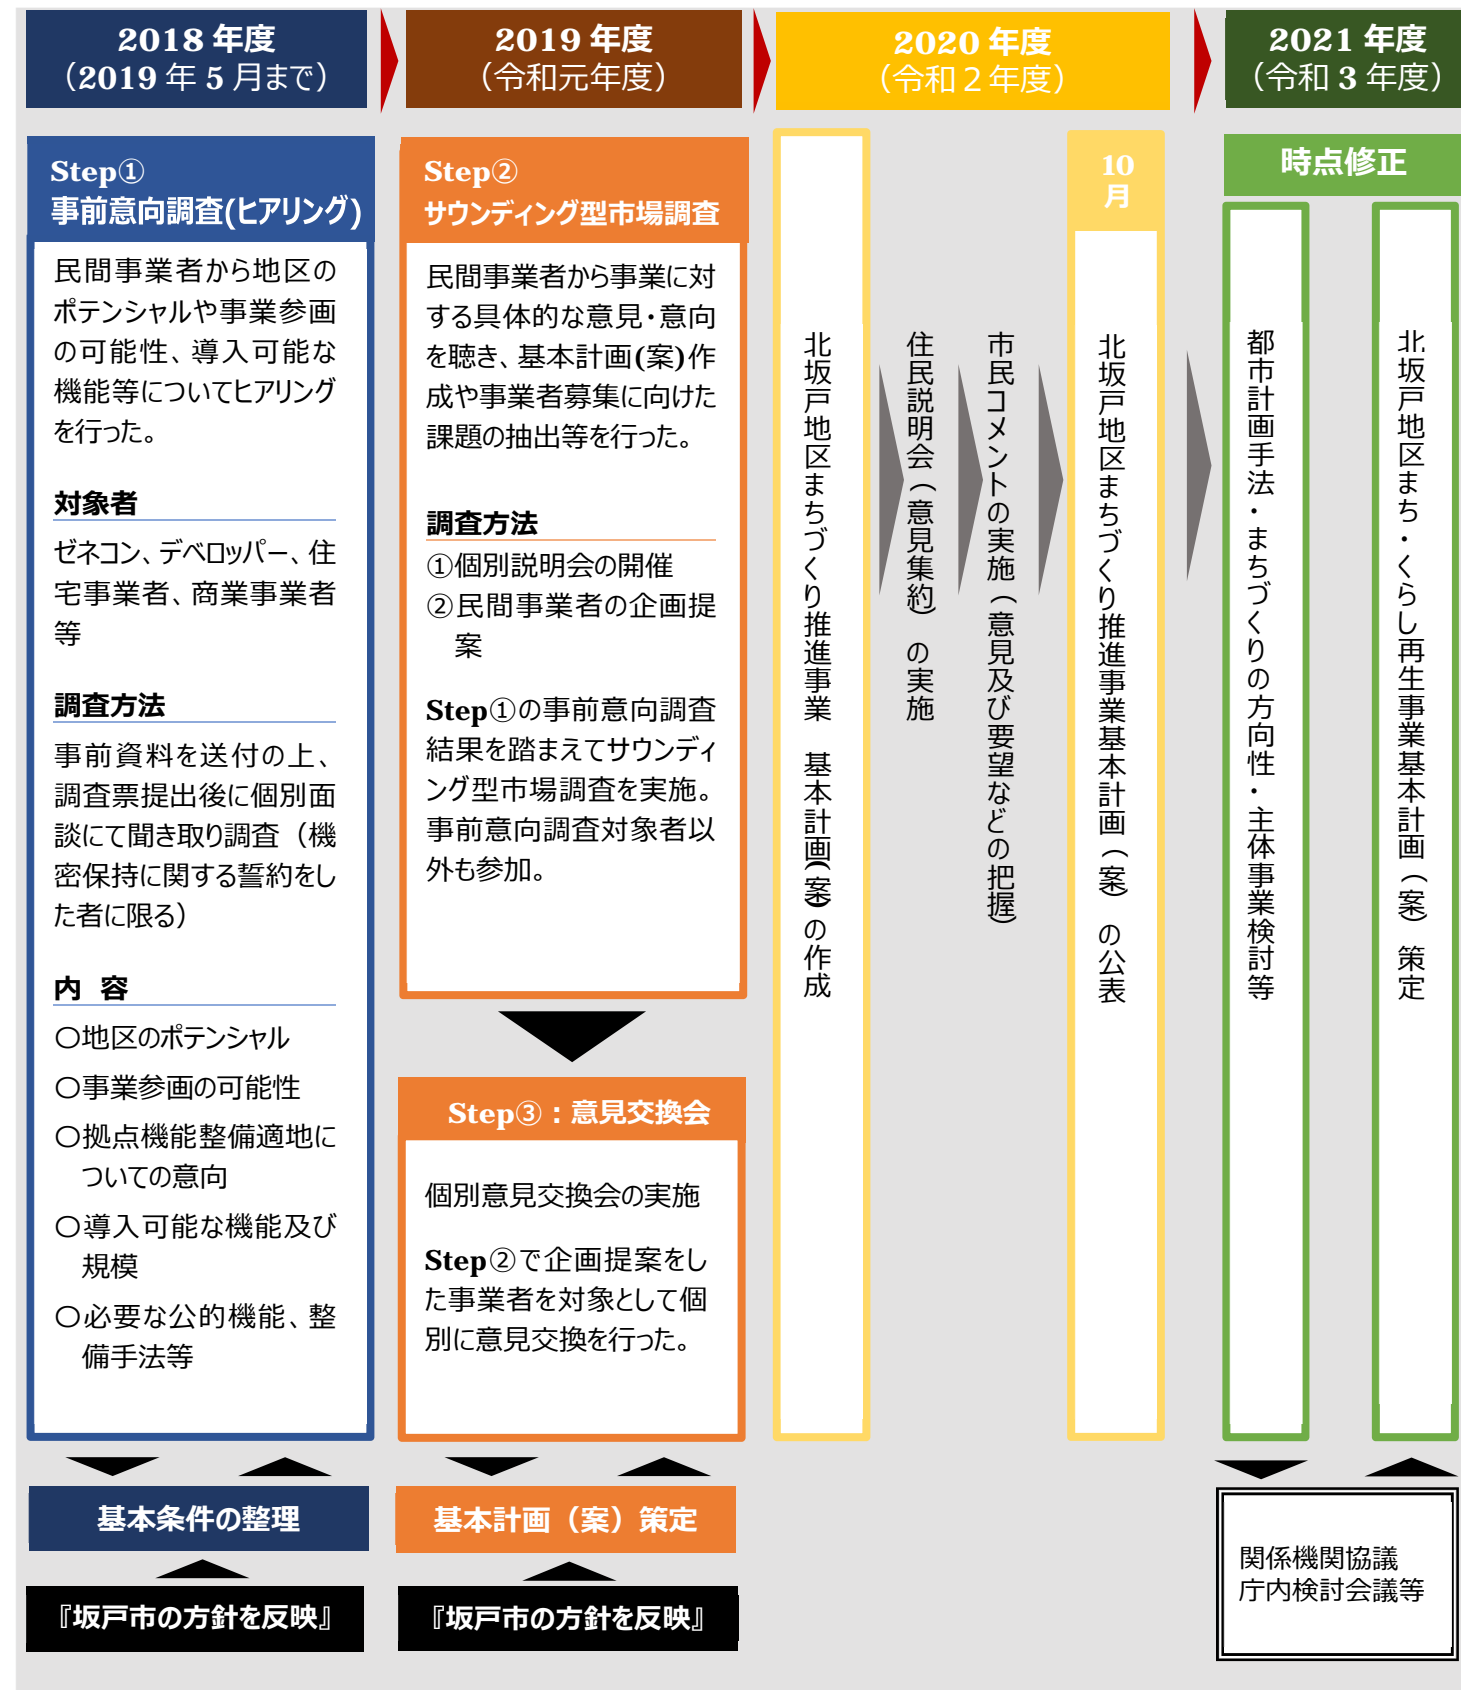 2018 年度
（2019 年 5 月まで）
2019 年度
（令和元年度）
2020 年度
（令和２年度）
2021 年度
（令和 3 年度）
Step①
事前意向調査(ヒアリング)
民間事業者から地区の
ポテンシャルや事業参画
の可能性、導入可能な
機能等についてヒアリング
を行った。
対象者
ゼネコン、デベロッパー、住
宅事業者、商業事業者
等
調査方法
事前資料を送付の上、
調査票提出後に個別面
談にて聞き取り調査（機
密保持に関する誓約をし
た者に限る）
内 容
〇地区のポテンシャル
〇事業参画の可能性
〇拠点機能整備適地に
ついての意向
〇導入可能な機能及び
規模
〇必要な公的機能、整
備手法等
基本条件の整理
『坂戸市の方針を反映』
Step②
サウンディング型市場調査
民間事業者から事業に対
する具体的な意見・意向
を聴き、基本計画(案)作
成や事業者募集に向けた
課題の抽出等を行った。
調査方法
①個別説明会の開催
②民間事業者の企画提
案
Step①の事前意向調査
結果を踏まえてサウンディ
ング型市場調査を実施。
事前意向調査対象者以
外も参加。
Step③：意見交換会
個別意見交換会の実施
Step②で企画提案をし
た事業者を対象として個
別に意見交換を行った。
基本計画（案）策定
『坂戸市の方針を反映』
北坂戸地区まちづくり推進事業 基本計画(案)の作成
住民説明会（意見集約）の実施
市民コメントの実施（意見及び要望などの把握）
10
月
北坂戸地区まちづくり推進事業基本計画（案）の公表
時点修正
都市計画手法・まちづくりの方向性・主体事業検討等
北坂戸地区まち・くらし再生事業基本計画（案）策定
関係機関協議
庁内検討会議等